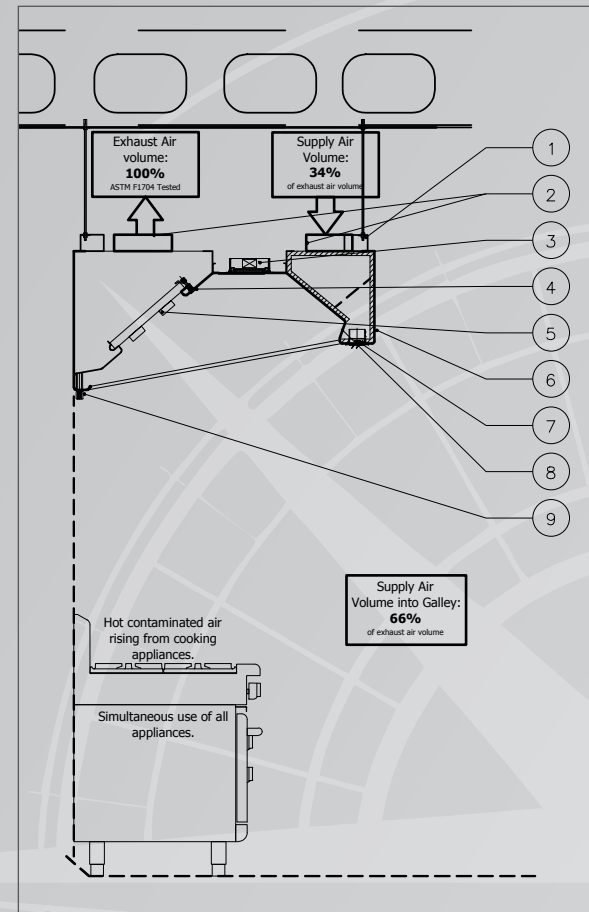 Exhaust Air
volume:
100%
ASTM F1704 Tested
Supply Air
Volume:
34%
of exhaust air volume
1
2
3
4
5
6
7
8
9
Supply Air
Volume into Galley:
66%
of exhaust air volume
Hot contaminated air
rising from cooking
appliances.
Simultaneous use of all
appliances.